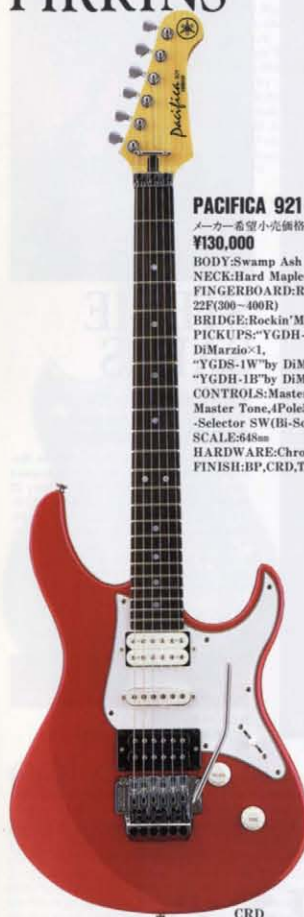 PIRKINS
Pacifica
PACIFICA 921
メーカー希望小売価格
¥130,000
BODY:Swamp Ash
NECK:Hard Maple
FINGERBOARD:R
22F(300~400R)
BRIDGE:Rockin'M
PICKUPS:"YGDH-
DiMarzio×1,
"YGDS-1W"by DiM
"YGDH-1B"by DiM
CONTROLS:Master
Master Tone,4Pole
-Selector SW(Bi-So
SCALE:648mm
HARDWARE:Chro
FINISH:BP,CRD,T
CRD